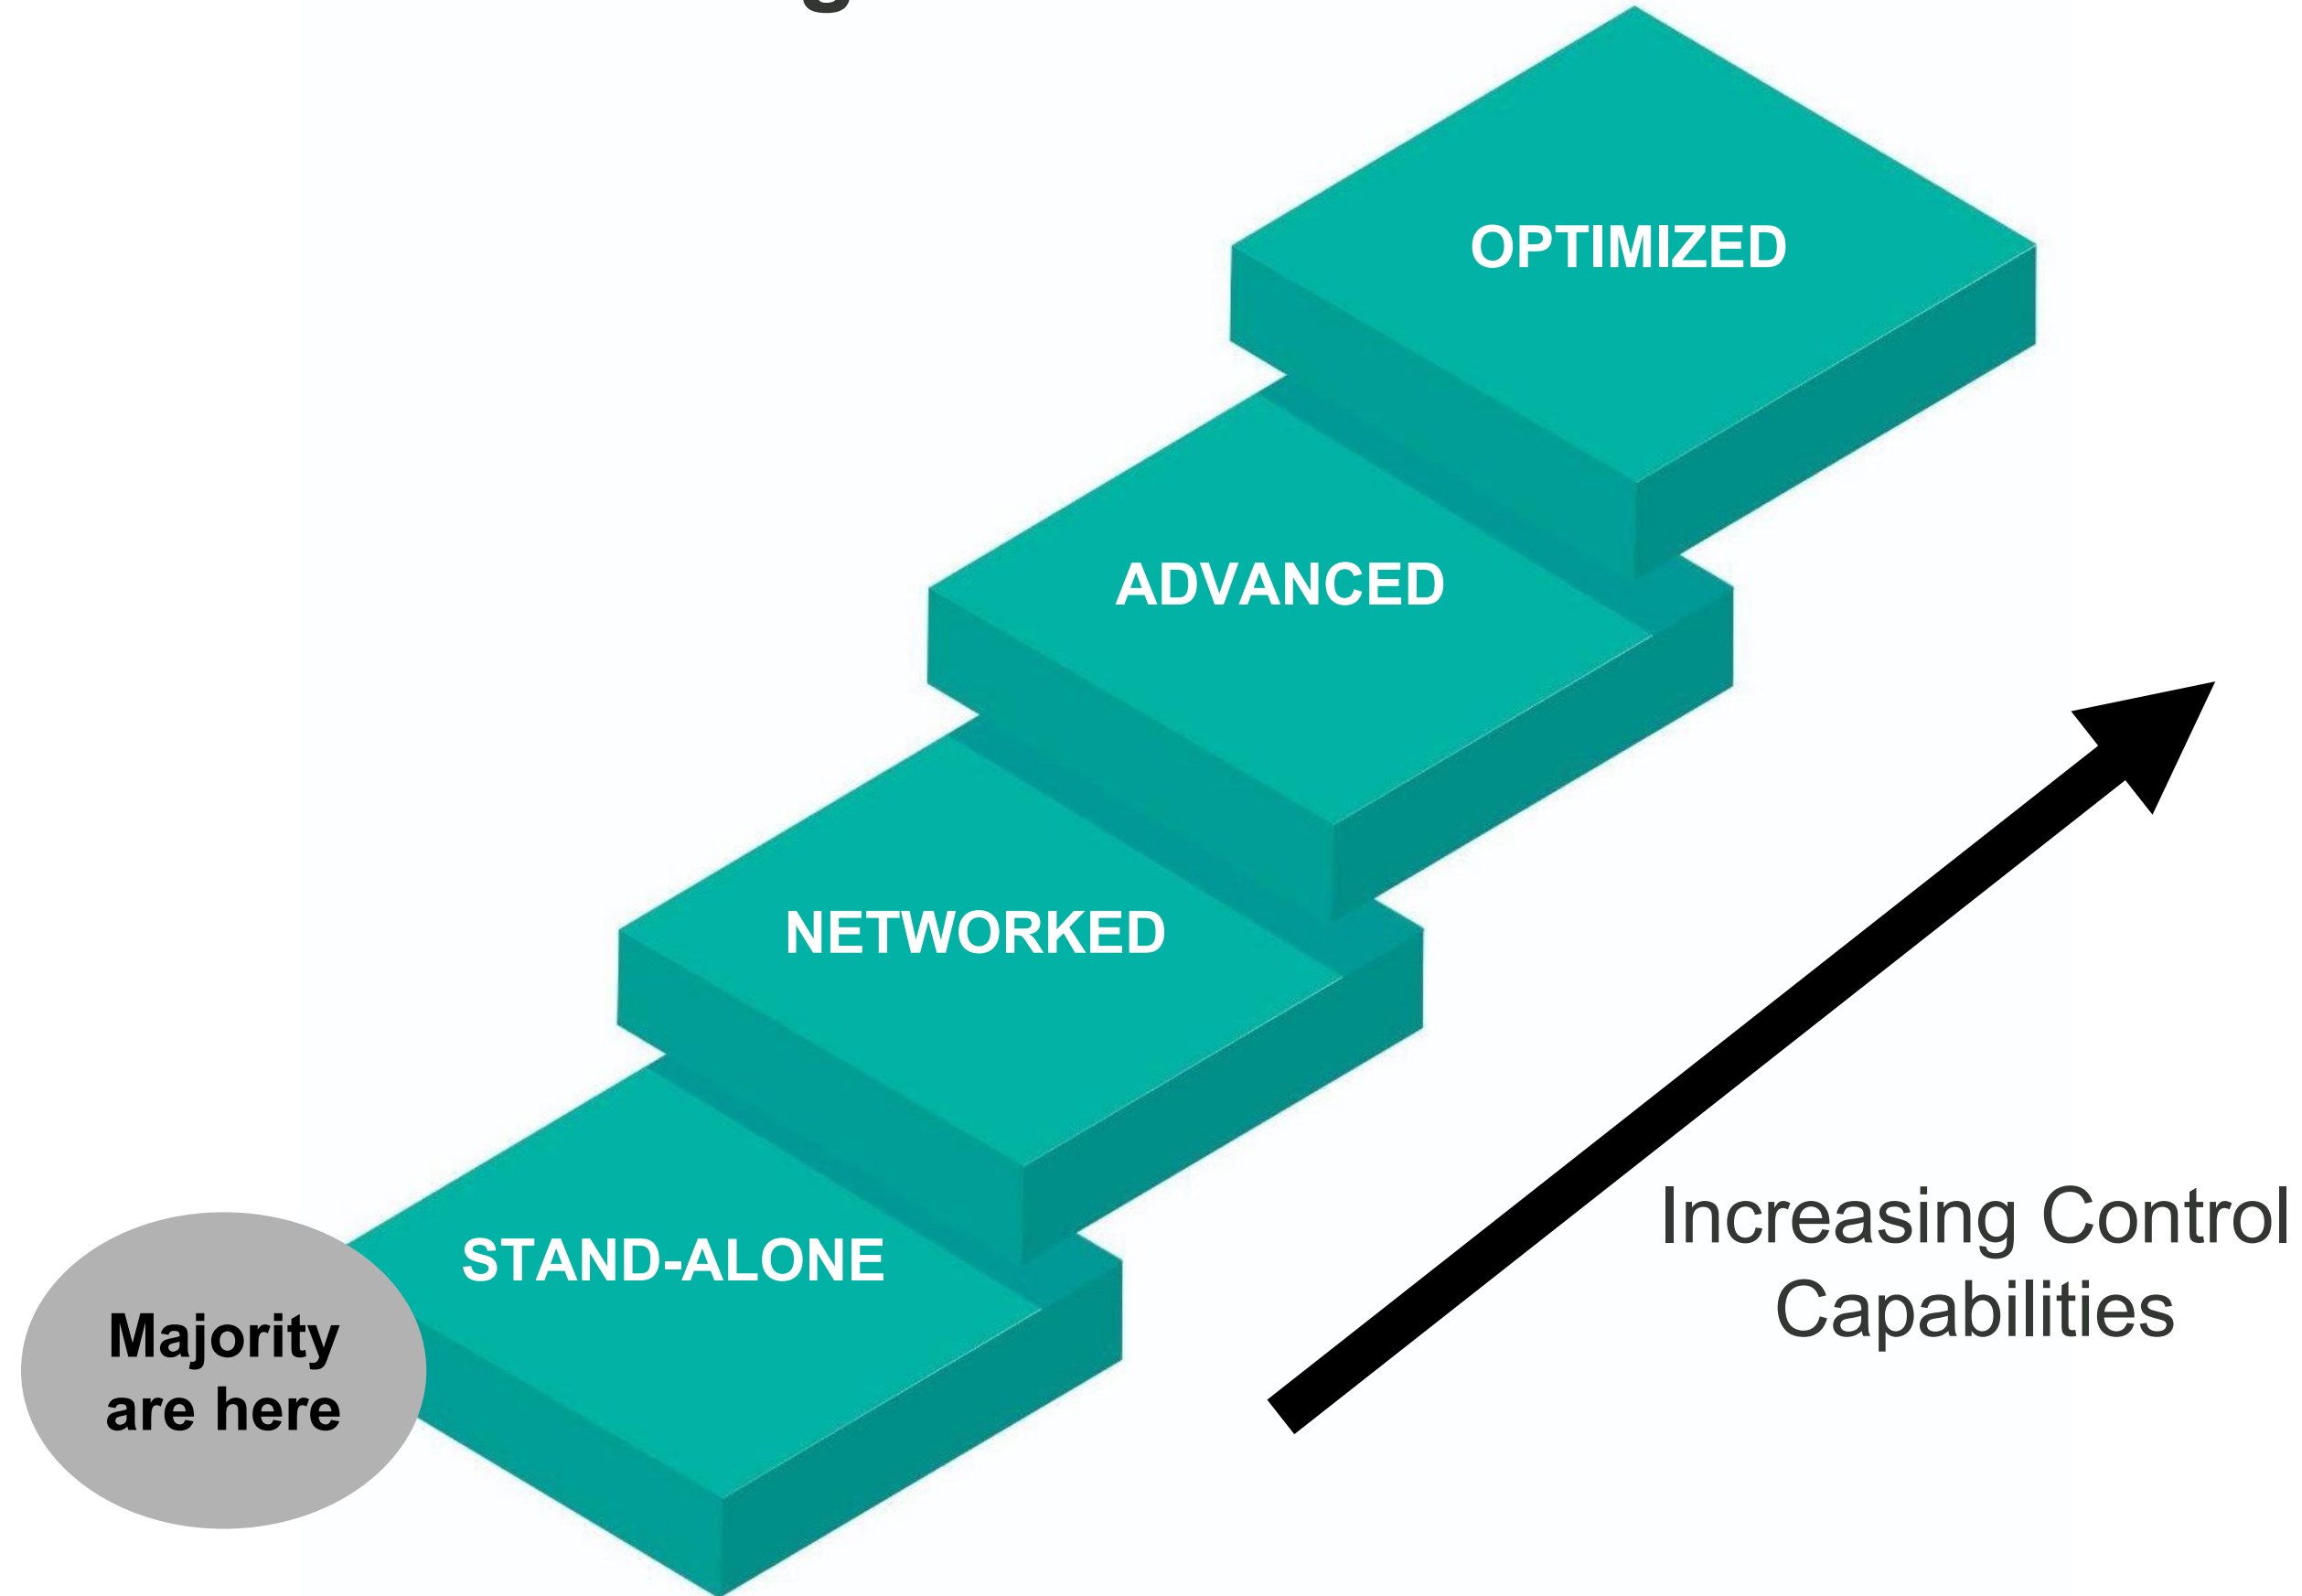 OPTIMIZED
ADVANCED
NETWORKED
STAND-ALONE
Majority
are here
Increasing Control
Capabilities